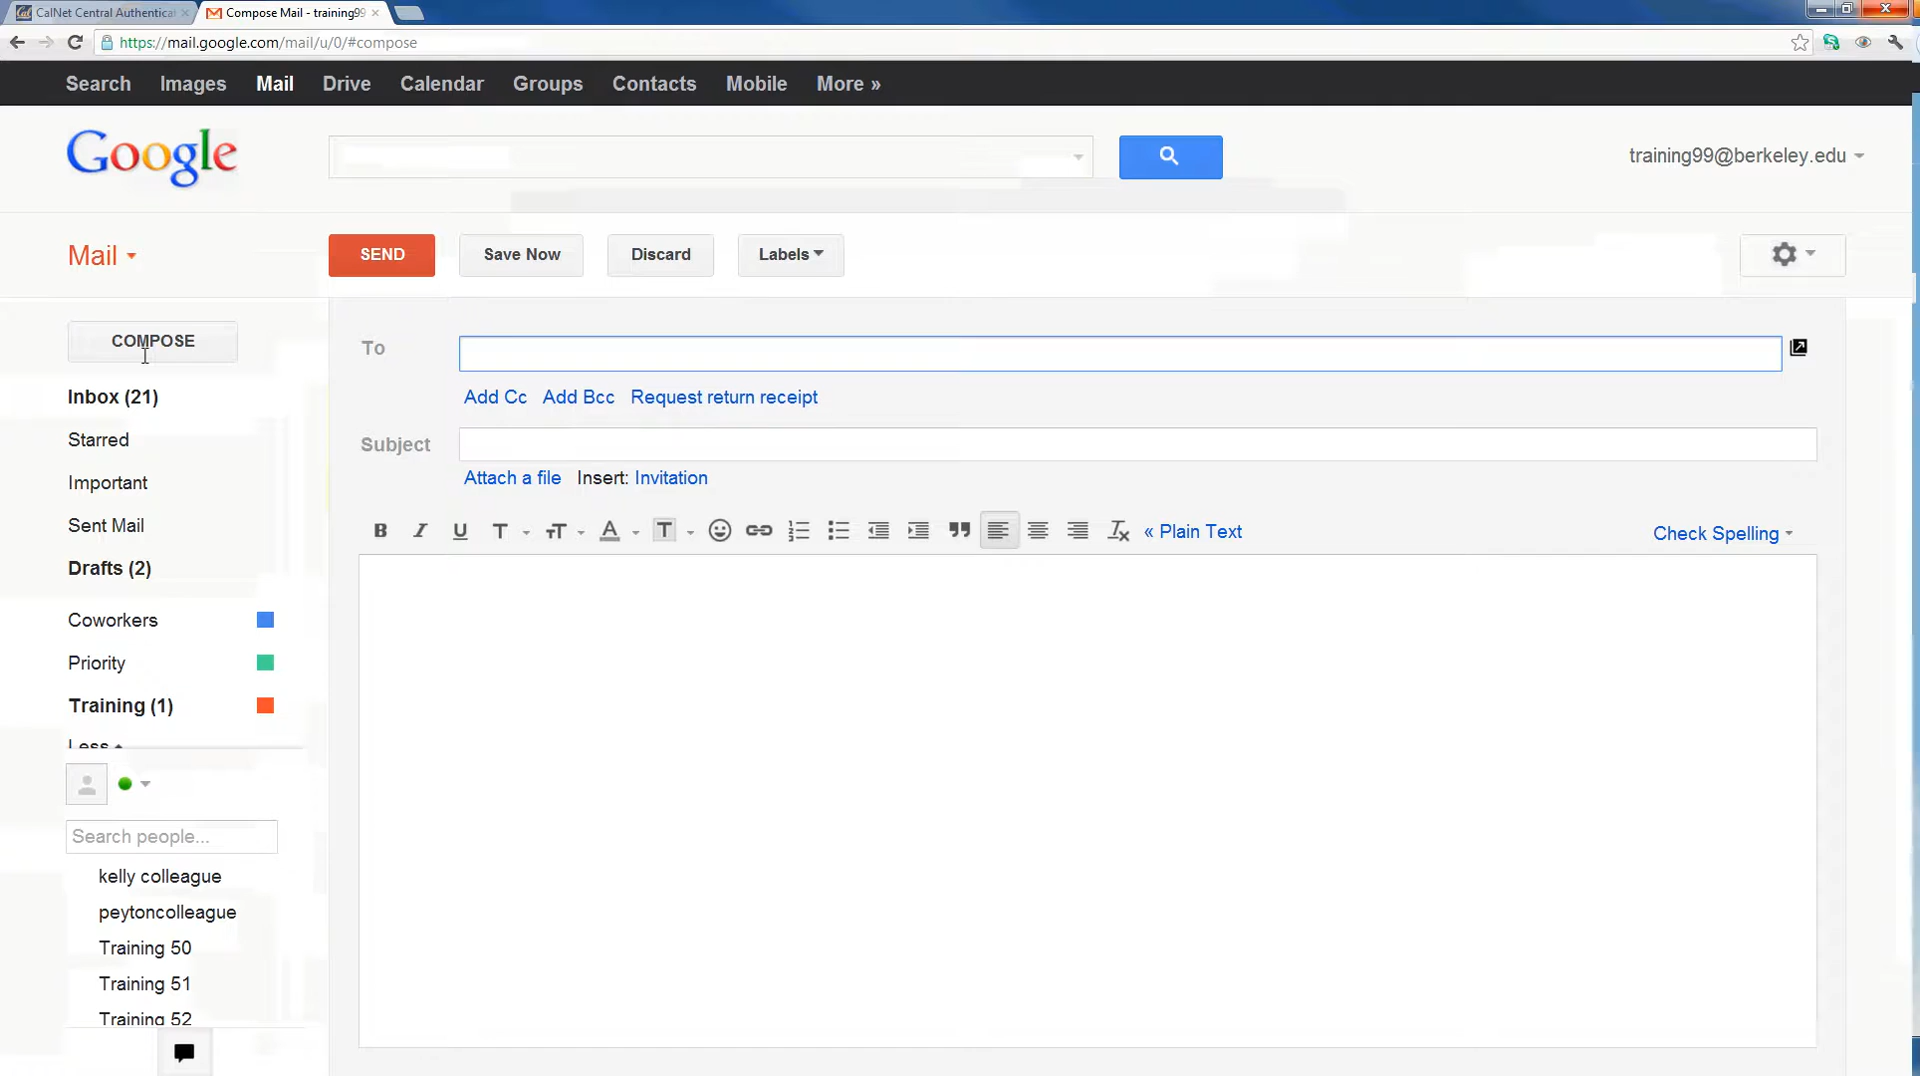 CalNet Central Authenticat
Compose Mail - training99
https://mail.google.com/mail/u/0/#compose
Search Images Mail Drive Calendar Groups Contacts Mobile More »
Google
training99@berkeley.edu
Mail
SEND Save Now Discard Labels
COMPOSE
Inbox (21)
Starred
Important
Sent Mail
Drafts (2)
Coworkers
Priority
Training (1)
Less
Search people...
kelly colleague
peytoncolleague
Training 50
Training 51
Training 52
To
Add Cc Add Bcc Request return receipt
Subject
Attach a file Insert: Invitation
B I U T T A T « Plain Text Check Spelling